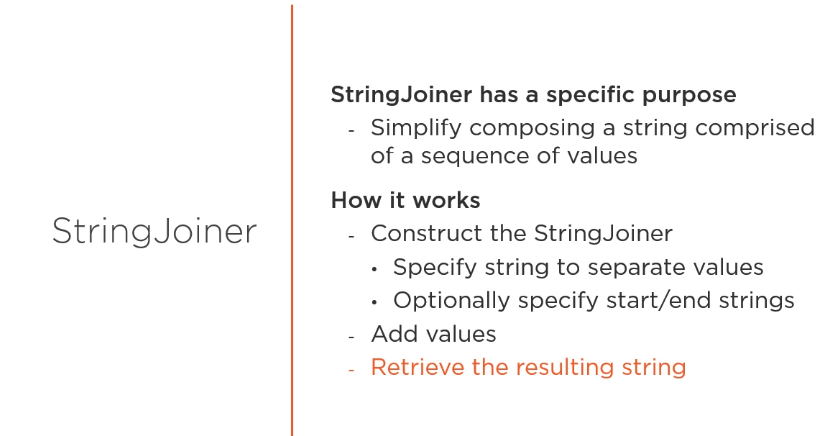 StringJoiner
StringJoiner has a specific purpose
- Simplify composing a string comprised
of a sequence of values
How it works
- Construct the StringJoiner
• Specify string to separate values
• Optionally specify start/end strings
- Add values
- Retrieve the resulting string